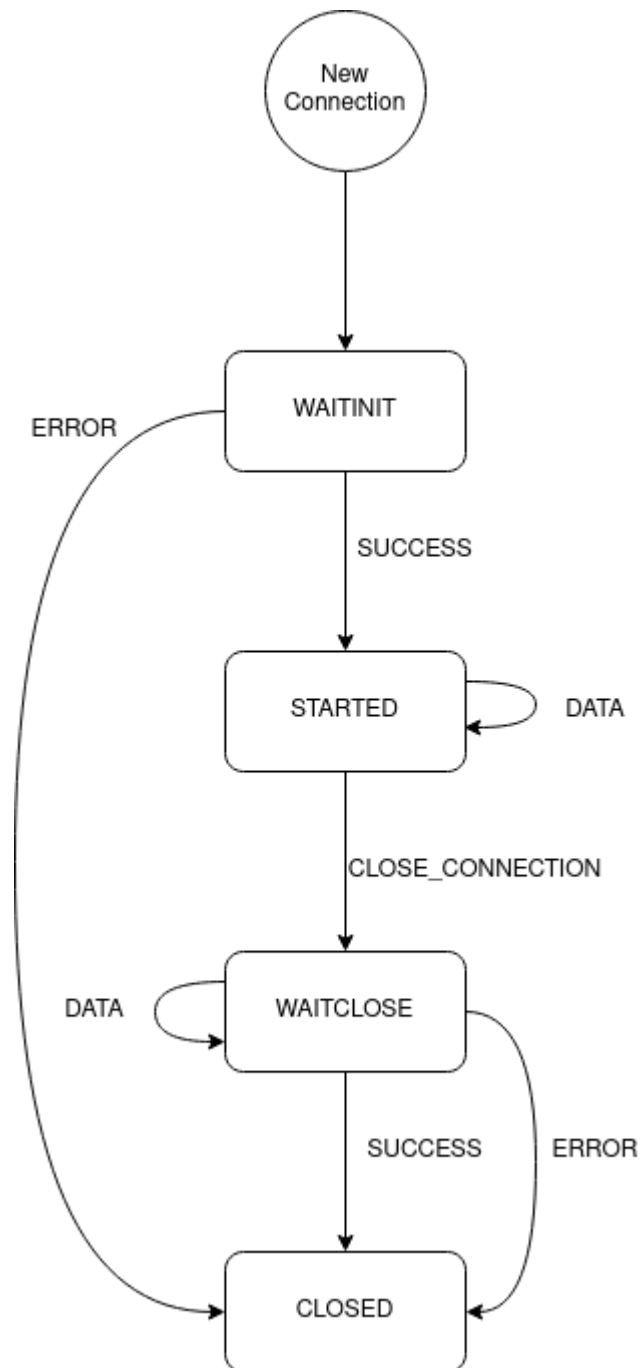 New
Connection
WAITINIT
ERROR
SUCCESS
STARTED
DATA
CLOSE_CONNECTION
DATA
WAITCLOSE
SUCCESS
ERROR
CLOSED